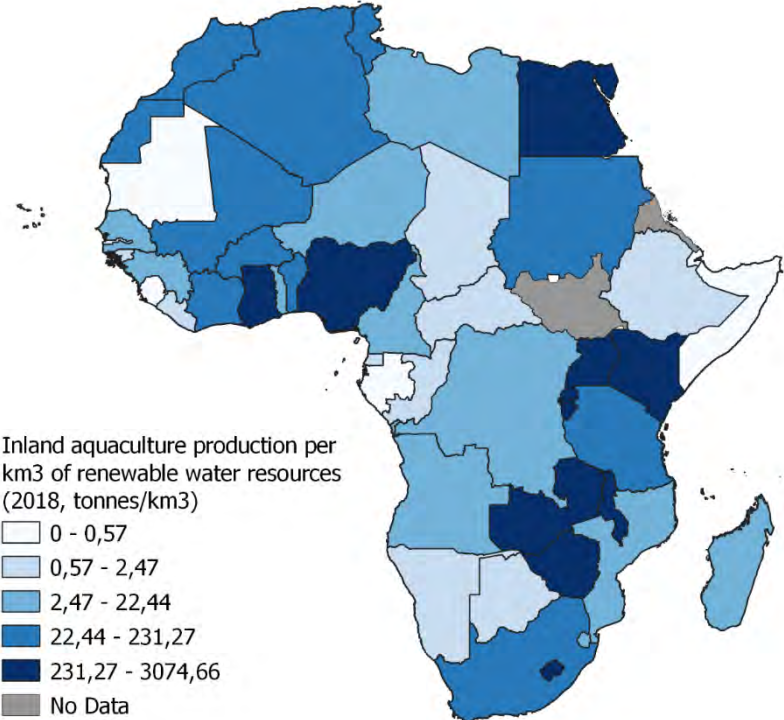 Inland aquaculture production per
km3 of renewable water resources
(2018, tonnes/km3)
0 - 0,57
0,57 - 2,47
2,47 - 22,44
22,44 - 231,27
231,27 - 3074,66
No Data